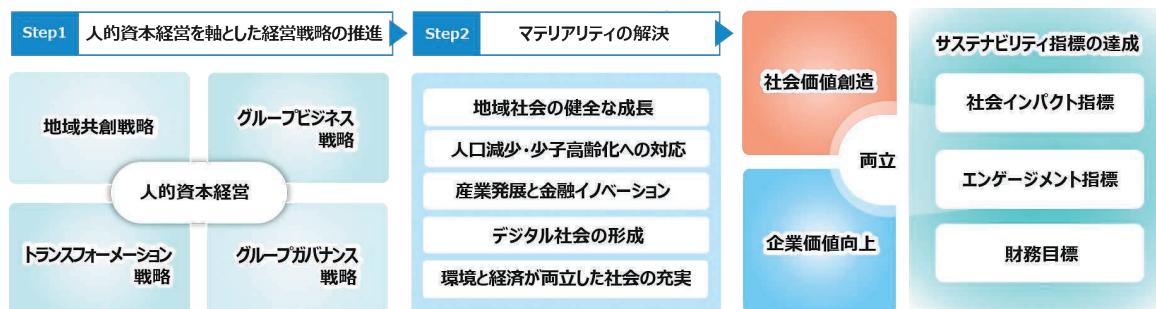 Step1 人的資本経営を軸とした経営戦略の推進
地域共創戦略
グループビジネス
戦略
人的資本経営
トランスフォーメーション
戦略
グループガバナンス
戦略
Step2 マテリアリティの解決
地域社会の健全な成長
人口減少・少子高齢化への対応
産業発展と金融イノベーション
デジタル社会の形成
環境と経済が両立した社会の充実
社会価値創造
両立
企業価値向上
サステナビリティ指標の達成
社会インパクト指標
エンゲージメント指標
財務目標